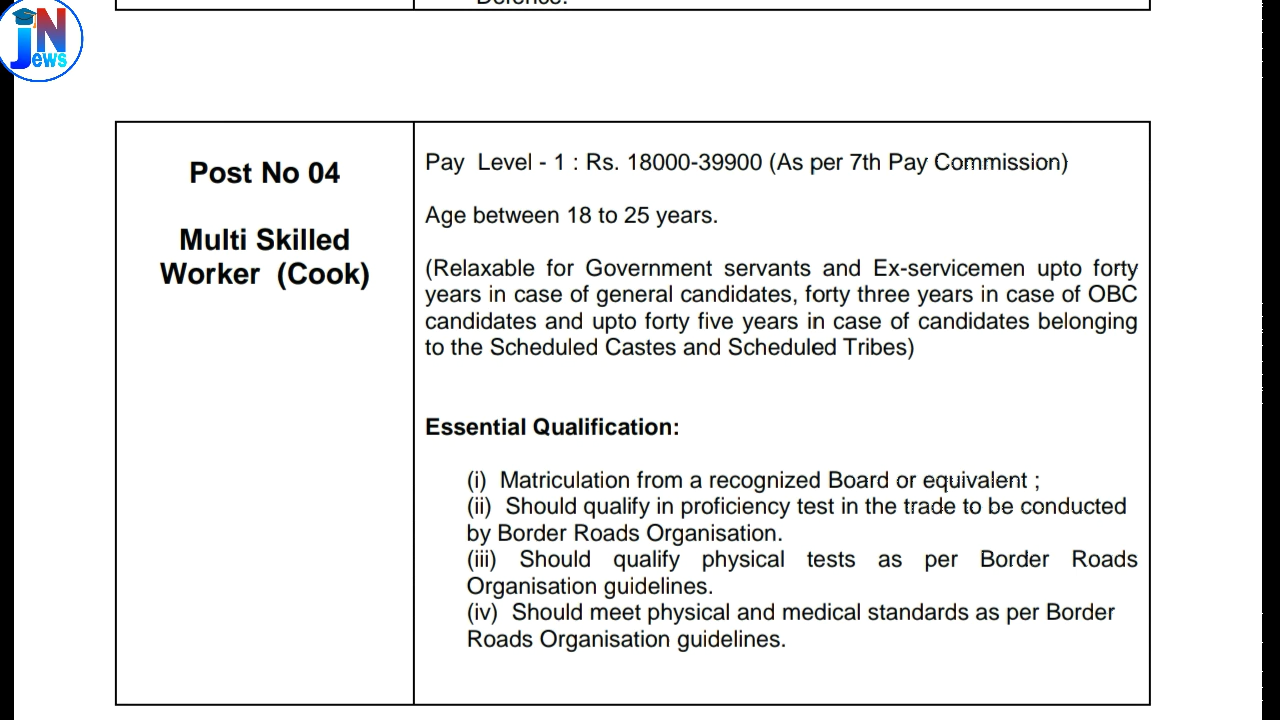 Defence.
JN
ews
Post No 04
Multi Skilled
Worker (Cook)
Pay Level - 1 : Rs. 18000-39900 (As per 7th Pay Commission)
Age between 18 to 25 years.
(Relaxable for Government servants and Ex-servicemen upto forty
years in case of general candidates, forty three years in case of OBC
candidates and upto forty five years in case of candidates belonging
to the Scheduled Castes and Scheduled Tribes)
Essential Qualification:
(i) Matriculation from a recognized Board or equivalent ;
(ii) Should qualify in proficiency test in the trade to be conducted
by Border Roads Organisation.
(iii) Should qualify physical tests as per Border Roads
Organisation guidelines.
(iv) Should meet physical and medical standards as per Border
Roads Organisation guidelines.